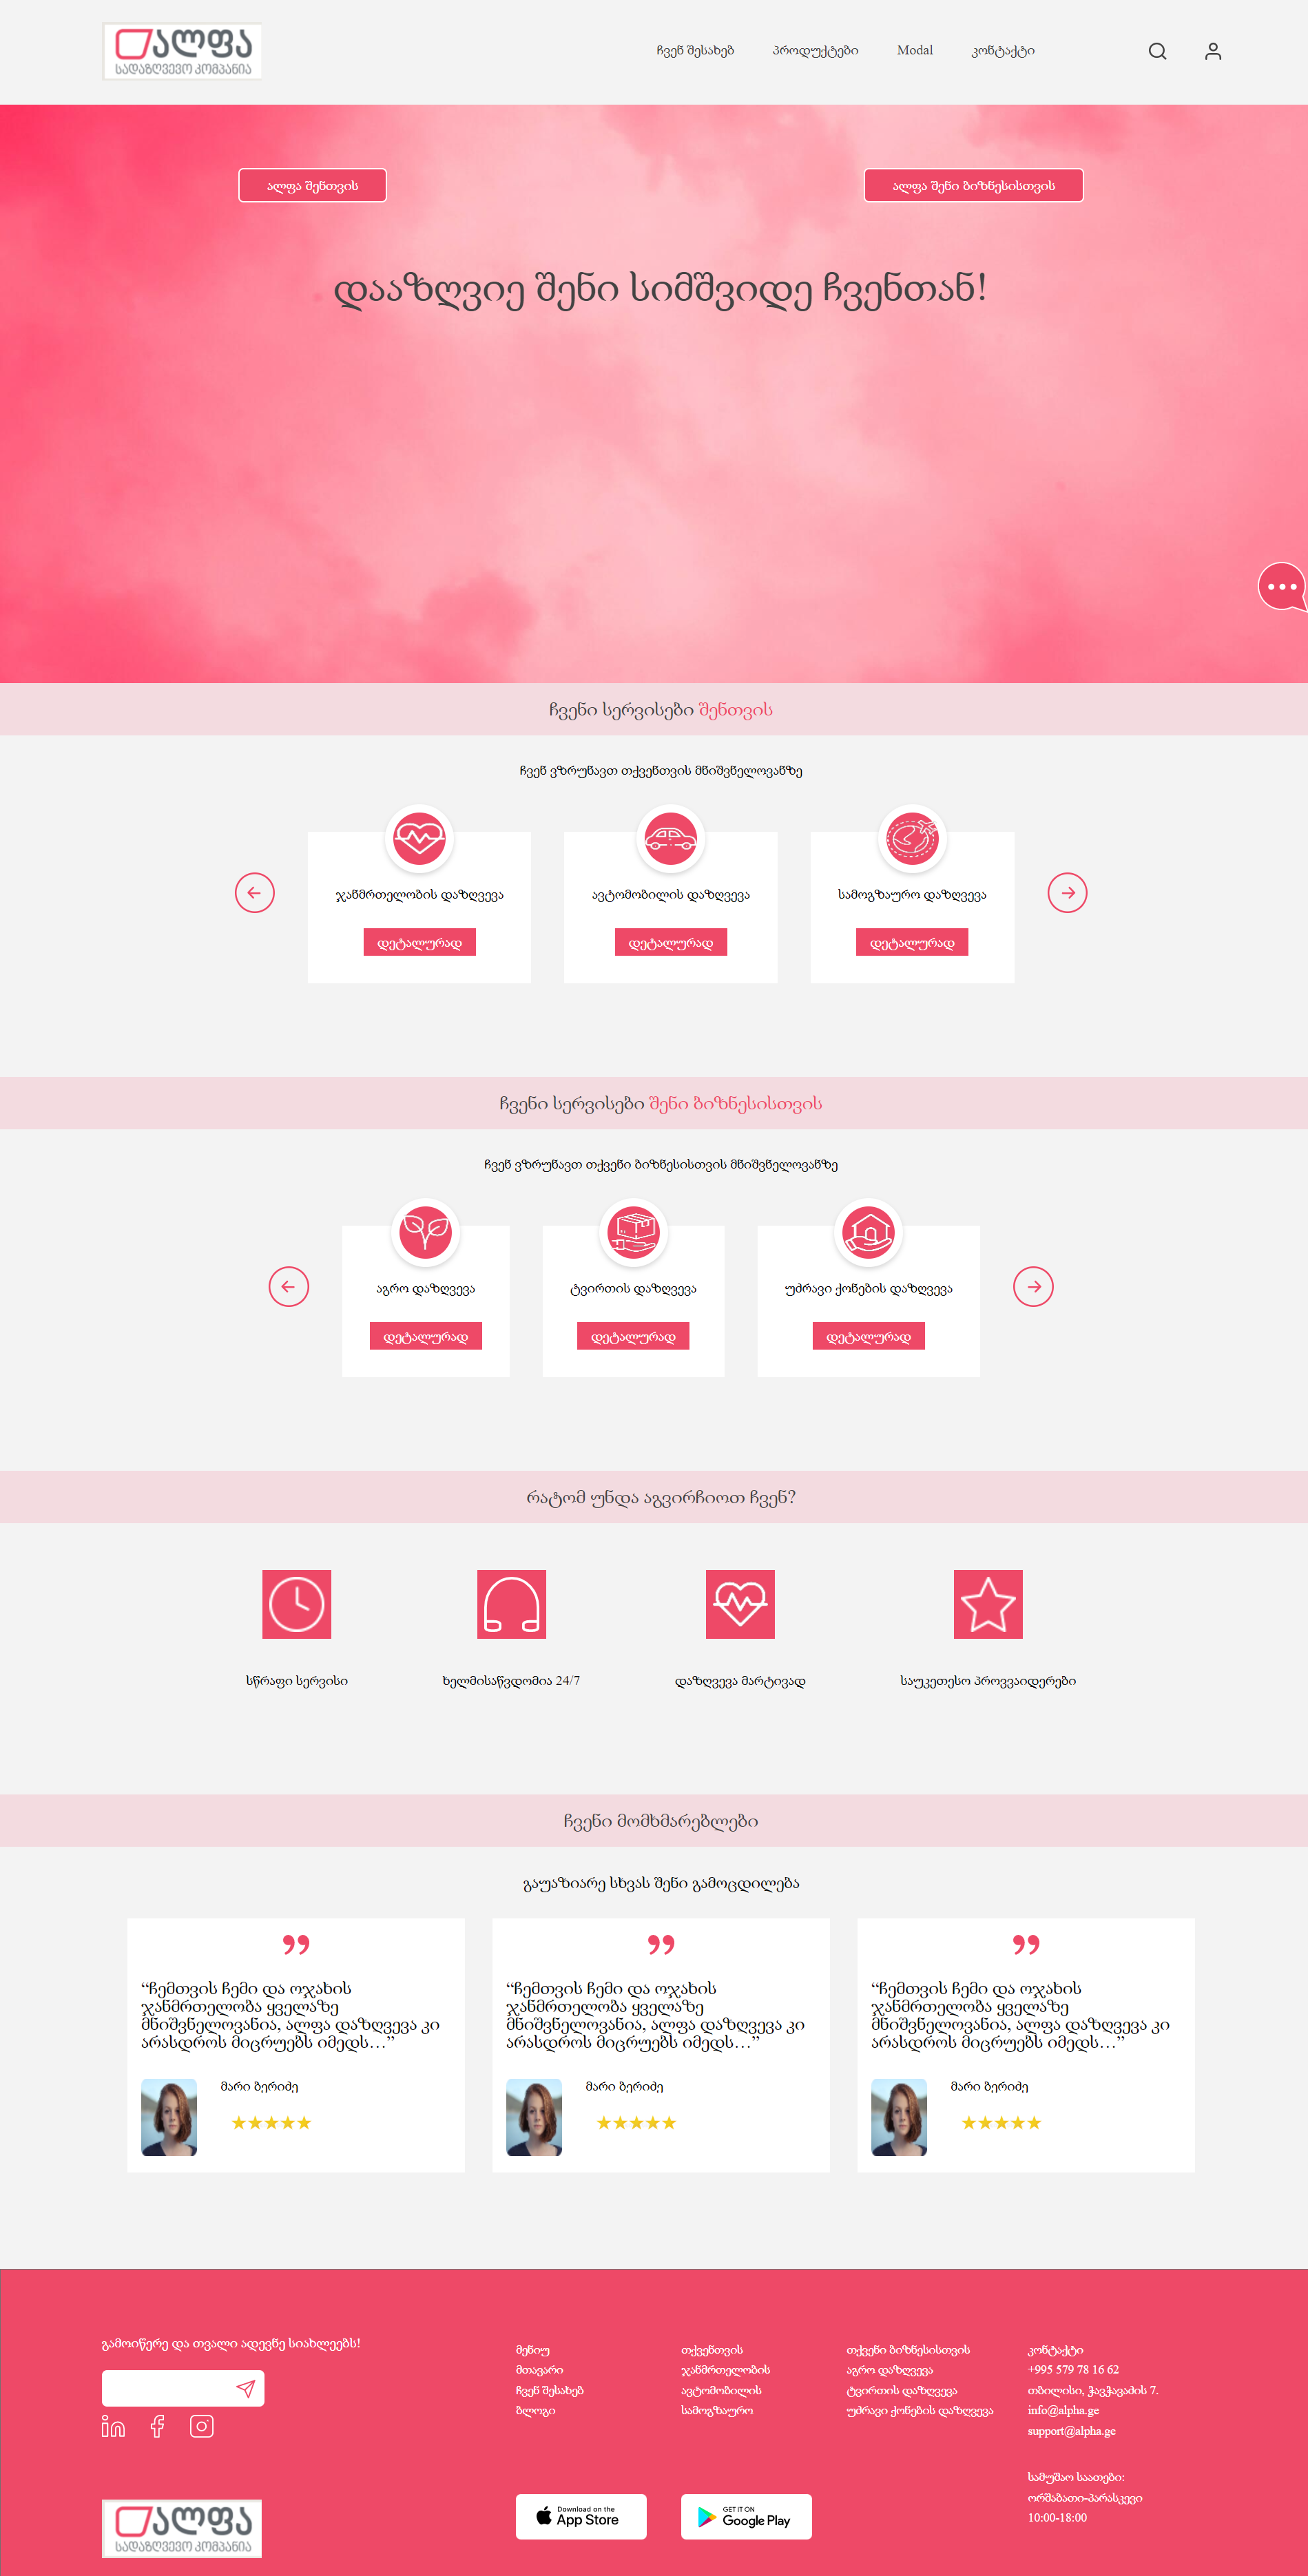 ალფა
სადაზღვევო კომპანია
ჩვენ შესახებ
პროდუქტები
Modal
კონტაქტი
ალფა შენთვის
ალფა შენი ბიზნესისთვის
დააზღვიე შენი სიმშვიდე ჩვენთან!
ჩვენი სერვისები შენთვის
ჩვენ ვზრუნავთ თქვენთვის მნიშვნელოვანზე
ჯანმრთელობის დაზღვევა
ავტომობილის დაზღვევა
სამოგზაურო დაზღვევა
დეტალურად
დეტალურად
დეტალურად
ჩვენი სერვისები შენი ბიზნესისთვის
ჩვენ ვზრუნავთ თქვენი ბიზნესისთვის მნიშვნელოვანზე
აგრო დაზღვევა
ტვირთის დაზღვევა
უძრავი ქონების დაზღვევა
დეტალურად
დეტალურად
დეტალურად
რატომ უნდა აგვირჩიოთ ჩვენ?
სწრაფი სერვისი
ხელმისაწვდომია 24/7
დაზღვევა მარტივად
საუკეთესო პროვვაიდერები
ჩვენი მომხმარებლები
გაუაზიარე სხვას შენი გამოცდილება
“ჩემთვის ჩემი და ოჯახის
ჯანმრთელობა ყველაზე
მნიშვნელოვანია, ალფა დაზღვევა კი
არასდროს მიცრუებს იმედს…”
მარი ბერიძე
“ჩემთვის ჩემი და ოჯახის
ჯანმრთელობა ყველაზე
მნიშვნელოვანია, ალფა დაზღვევა კი
არასდროს მიცრუებს იმედს…”
მარი ბერიძე
“ჩემთვის ჩემი და ოჯახის
ჯანმრთელობა ყველაზე
მნიშვნელოვანია, ალფა დაზღვევა კი
არასდროს მიცრუებს იმედს…”
მარი ბერიძე
გამოიწერე და თვალი ადევნე სიახლეებს!
მენიუ
მთავარი
ჩვენ შესახებ
ბლოგი
თქვენთვის
ჯანმრთელობის
ავტომობილის
სამოგზაურო
თქვენი ბიზნესისთვის
აგრო დაზღვევა
ტვირთის დაზღვევა
უძრავი ქონების დაზღვევა
კონტაქტი
+995 579 78 16 62
თბილისი, ჭავჭავაძის 7.
info@alpha.ge
support@alpha.ge
სამუშაო საათები:
ორშაბათი-პარასკევი
10:00-18:00
ალფა
სადაზღვევო კომპანია
Download on the
App Store
GET IT ON
Google Play